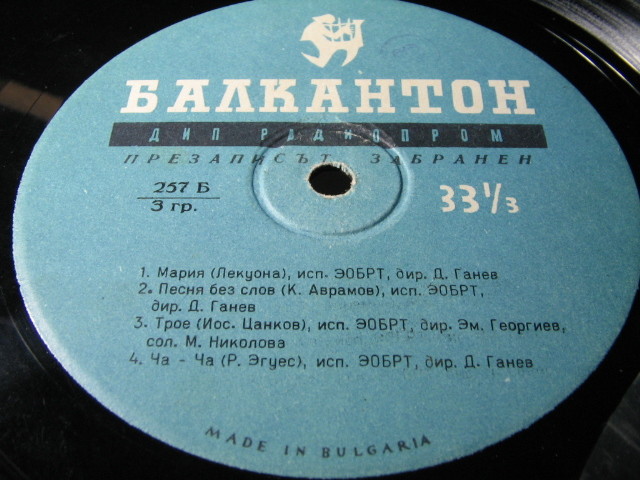 БАЛКАНТОН
ДИП РАДИОПРОМ
ПРЕЗАПИСЪТ ЗАБРАНЕН
257 Б
3 гр.
33 1/3
1. Мария (Лекуона), исп. ЭОБРТ, дир. Д. Ганев
2. Песня без слов (К. Аврамов), исп. ЭОБРТ,
дир. Д. Ганев
3. Трое (Иос. Цанков), исп. ЭОБРТ, дир. Эм. Георгиев,
сол. М. Николова
4. Ча - Ча (Р. Эгуес), исп. ЭОБРТ, дир. Д. Ганев
MADE IN BULGARIA